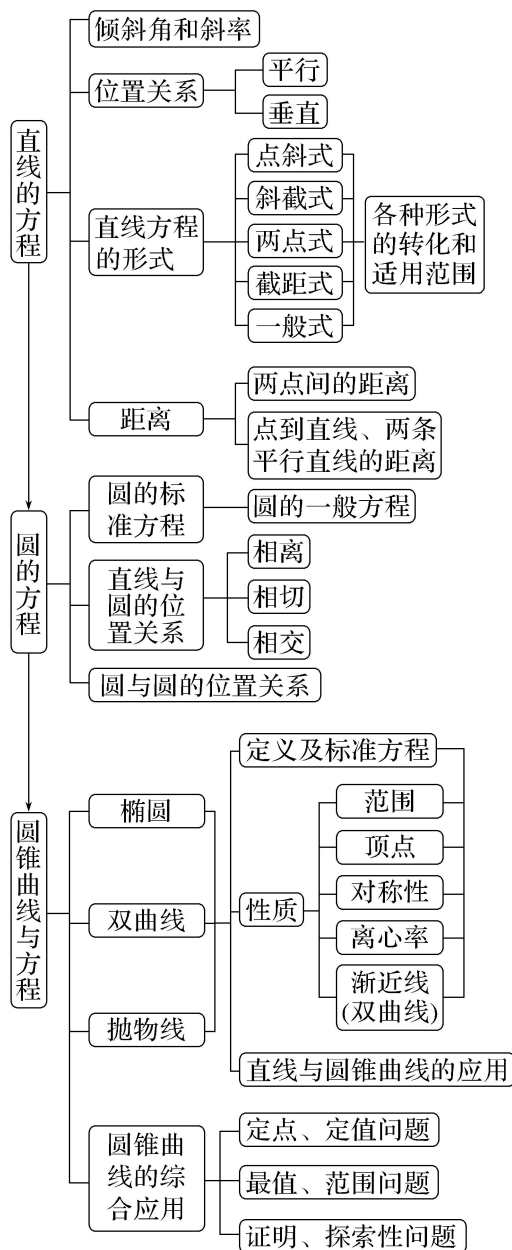 倾斜角和斜率
位置关系
平行
垂直
直线的方程
直线方程
的形式
点斜式
斜截式
两点式
截距式
一般式
各种形式
的转化和
适用范围
距离
两点间的距离
点到直线、两条
平行直线的距离
圆的方程
圆的标
准方程
圆的一般方程
直线与
圆的位
置关系
相离
相切
相交
圆与圆的位置关系
圆锥曲线与方程
椭圆
双曲线
抛物线
定义及标准方程
性质
范围
顶点
对称性
离心率
渐近线
(双曲线)
直线与圆锥曲线的应用
圆锥曲
线的综
合应用
定点、定值问题
最值、范围问题
证明、探索性问题